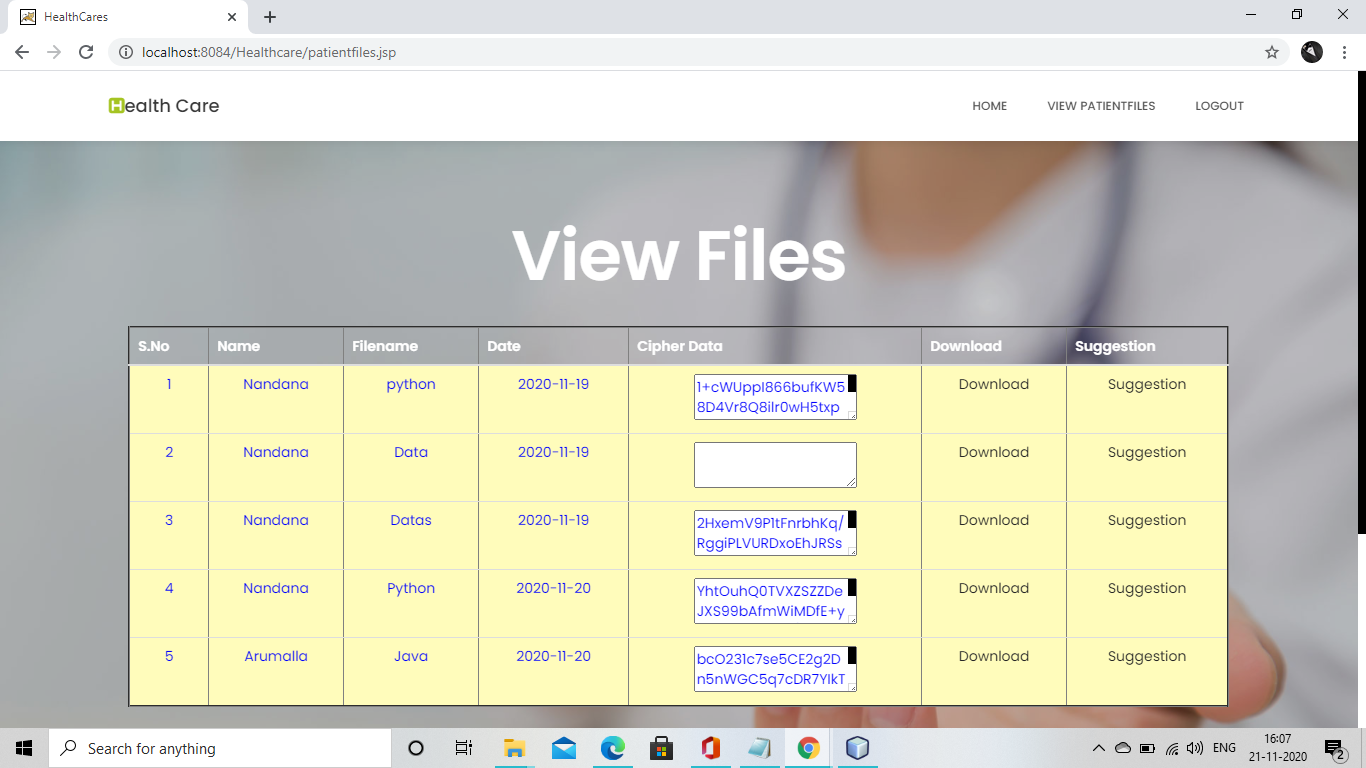 HealthCares
localhost:8084/Healthcare/patientfiles.jsp
Health Care HOME VIEW PATIENTFILES LOGOUT
View Files
S.No Name Filename Date Cipher Data Download Suggestion
1 Nandana python 2020-11-19 1+cWUppI866bufKW5 Download Suggestion
8D4Vr8Q8iIr0wH5txp
2 Nandana Data 2020-11-19 Download Suggestion
3 Nandana Datas 2020-11-19 2HxemV9P1tFnrbhKq/ Download Suggestion
RggiPLVURDxoEhJRSs
4 Nandana Python 2020-11-20 YhtOuhQ0TVXZSZZDe Download Suggestion
JXS99bAfmWiMDfE+y
5 Arumalla Java 2020-11-20 bcO231c7se5CE2g2D Download Suggestion
n5nWGC5q7cDR7YIkT
Search for anything
ENG
16:07
21-11-2020
2